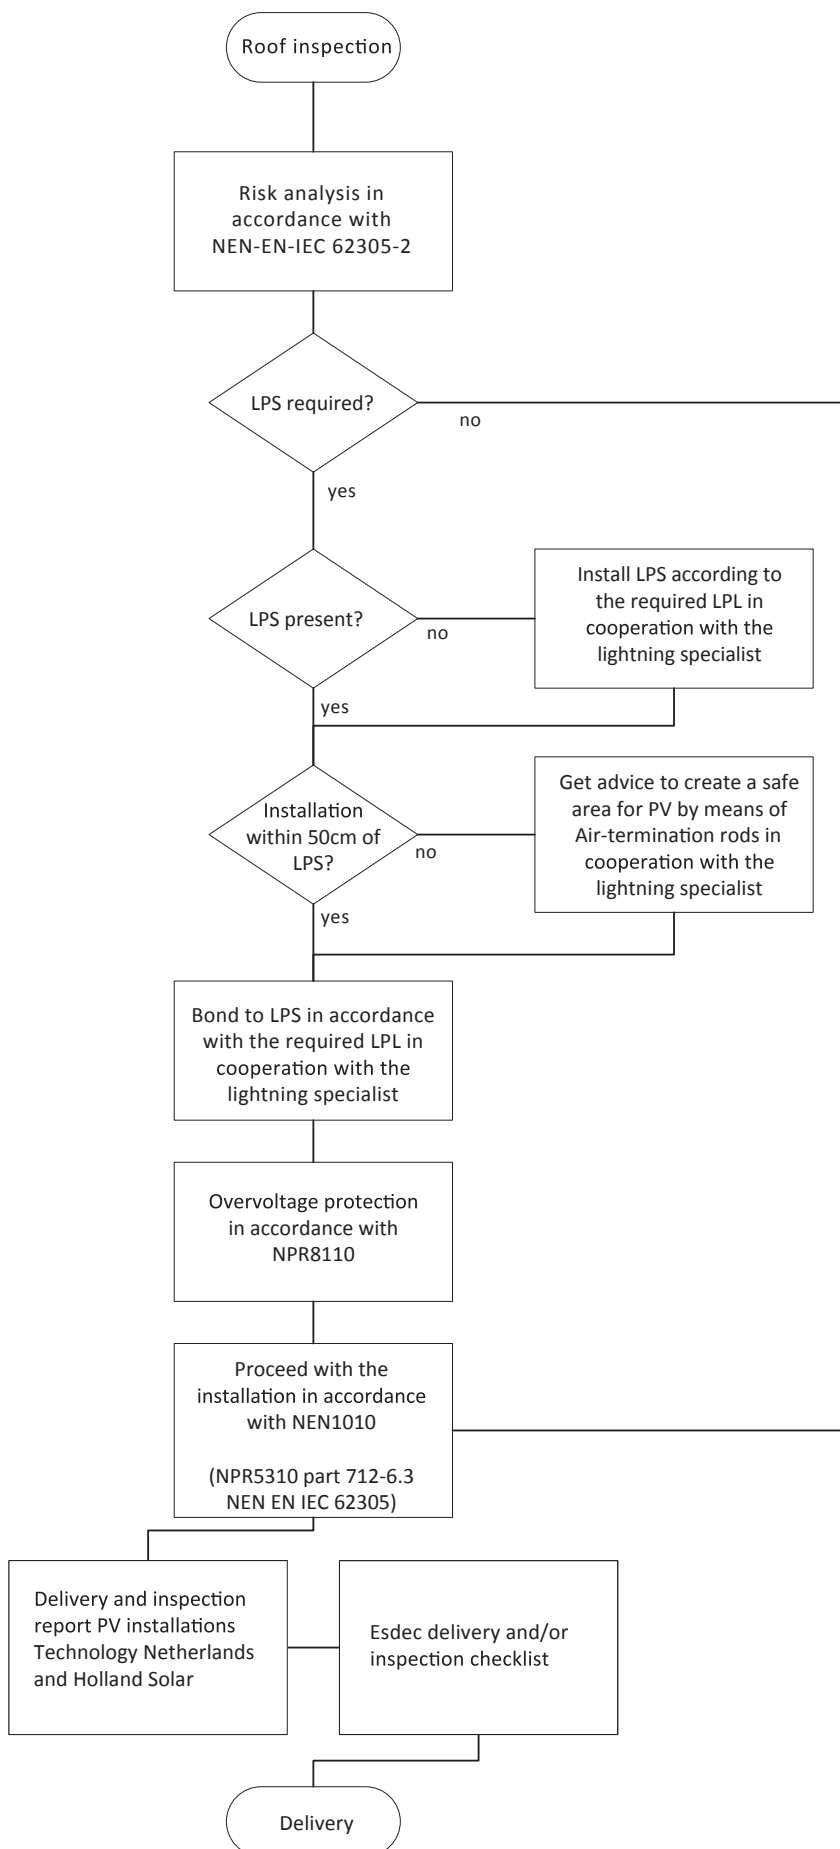 Roof inspection
Risk analysis in
accordance with
NEN-EN-IEC 62305-2
LPS required?
no
yes
LPS present?
no
Install LPS according to
the required LPL in
cooperation with the
lightning specialist
yes
Installation
within 50cm of
LPS?
no
Get advice to create a safe
area for PV by means of
Air-termination rods in
cooperation with the
lightning specialist
yes
Bond to LPS in accordance
with the required LPL in
cooperation with the
lightning specialist
Overvoltage protection
in accordance with
NPR8110
Proceed with the
installation in accordance
with NEN1010
(NPR5310 part 712-6.3
NEN EN IEC 62305)
Delivery and inspection
report PV installations
Technology Netherlands
and Holland Solar
Esdec delivery and/or
inspection checklist
Delivery